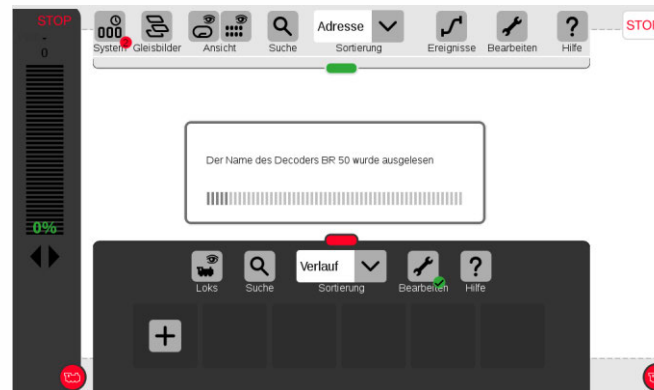 STOP
-
0
0%
System
Gleisbilder
Ansicht
Suche
Adresse
Sortierung
Ereignisse
Bearbeiten
Hilfe
STOP
Der Name des Decoders BR 50 wurde ausgelesen
Loks
Suche
Verlauf
Sortierung
Bearbeiten
Hilfe